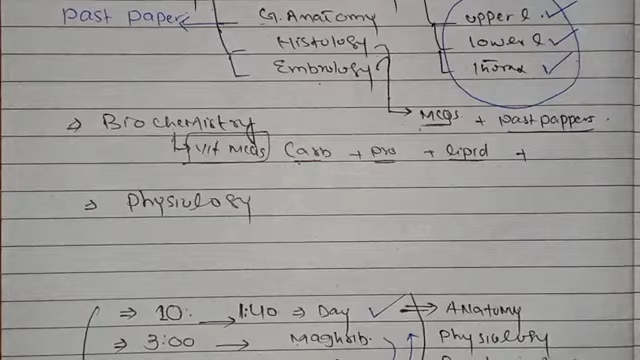 past paper G.Anatomy upper l. ✓
Histology lower l ✓
Embrology Thorax ✓
⇒ Biochemistry → MCQs + past pappers.
→ Vit MCQs Carb + pro + lipid +
⇒ Physiology
⇒ 10: → 1:40 ⇒ Day ✓ ⇒ Anatomy
⇒ 3:00 → Maghrib. Physiology